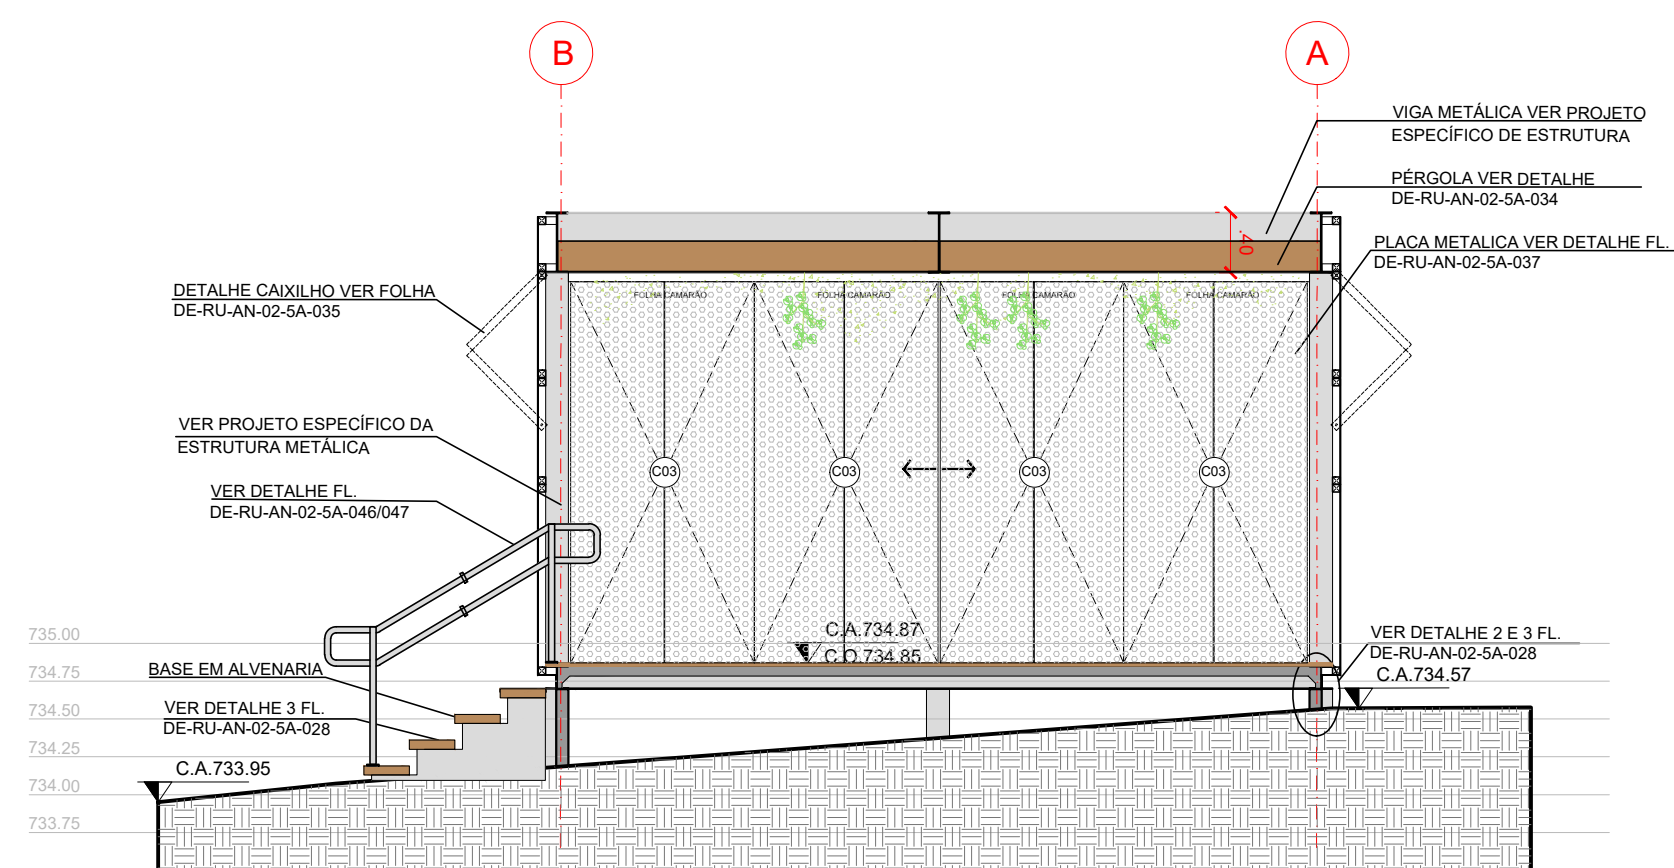 B
A
VIGA METÁLICA VER PROJETO
ESPECÍFICO DE ESTRUTURA
PÉRGOLA VER DETALHE
DE-RU-AN-02-5A-034
PLACA METALICA VER DETALHE FL.
DE-RU-AN-02-5A-037
.40
DETALHE CAIXILHO VER FOLHA
DE-RU-AN-02-5A-035
FOLHA CAMARÃO
FOLHA CAMARÃO
FOLHA CAMARÃO
FOLHA CAMARÃO
VER PROJETO ESPECÍFICO DA
ESTRUTURA METÁLICA
C03
C03
C03
C03
VER DETALHE FL.
DE-RU-AN-02-5A-046/047
C.A.734.87
C.O.734.85
VER DETALHE 2 E 3 FL.
DE-RU-AN-02-5A-028
C.A.734.57
BASE EM ALVENARIA
VER DETALHE 3 FL.
DE-RU-AN-02-5A-028
C.A.733.95
735.00
734.75
734.50
734.25
734.00
733.75